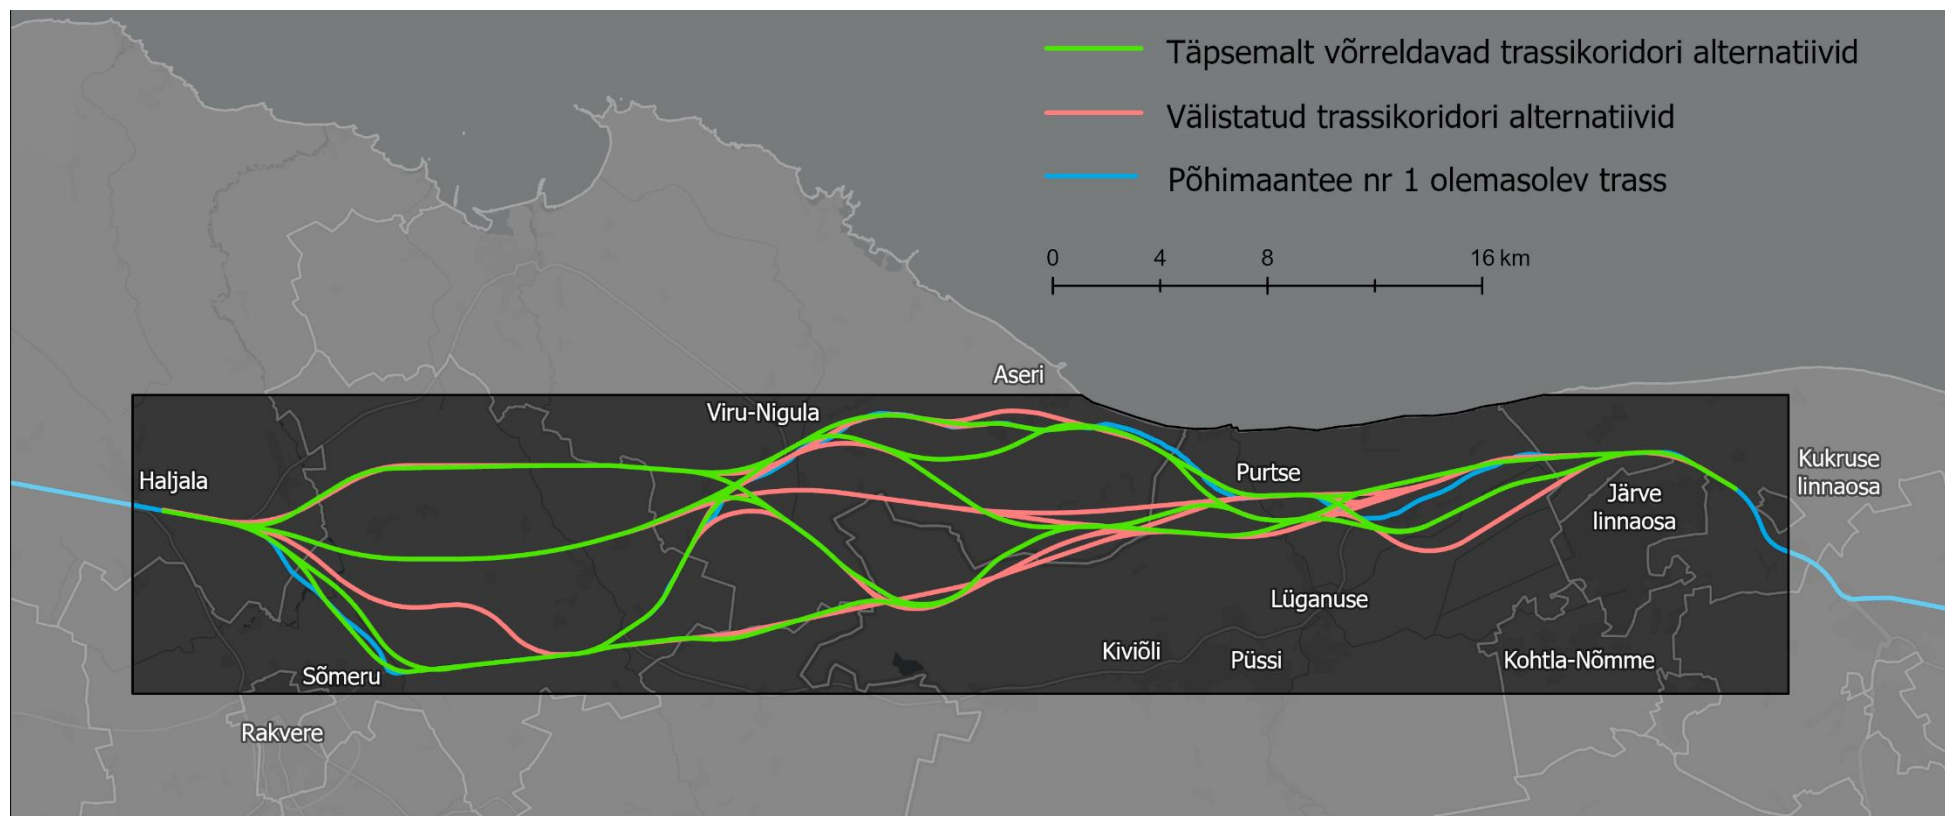 Täpsemalt võrreldavad trassikoridori alternatiivid
Välistatud trassikoridori alternatiivid
Põhimaantee nr 1 olemasolev trass
0 4 8 16 km
Aseri
Viru-Nigula
Haljala
Purtse
Kukruse
linnaosa
Järve
linnaosa
Lüganuse
Kiviõli
Püssi
Kohtla-Nõmme
Sõmeru
Rakvere